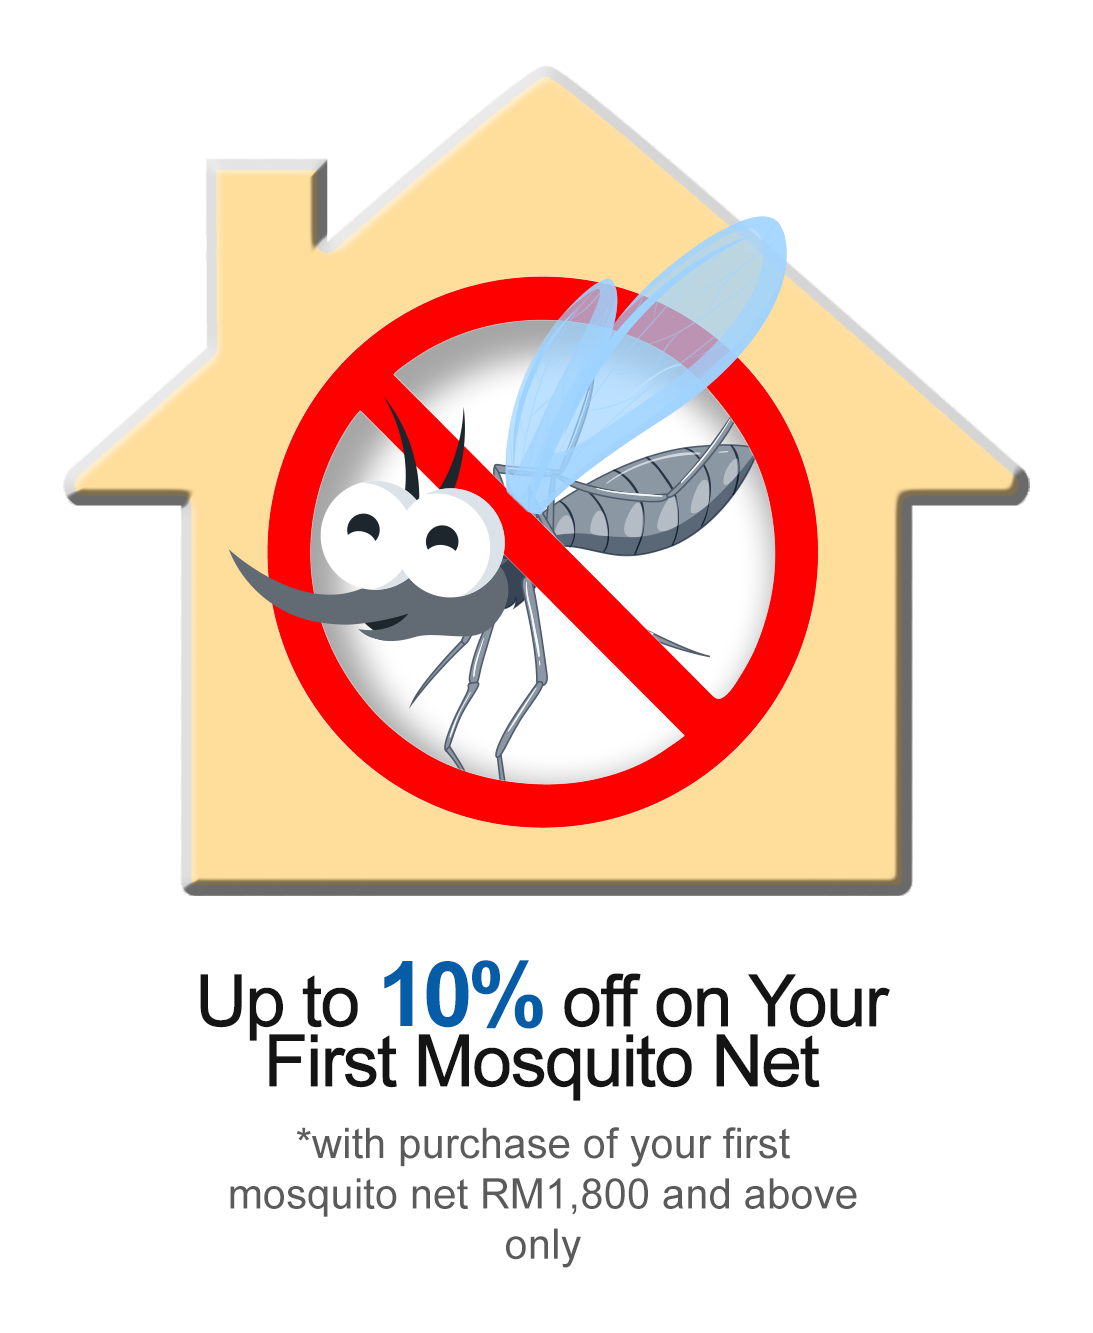 Up to 10% off on Your
First Mosquito Net
*with purchase of your first
mosquito net RM1,800 and above
only